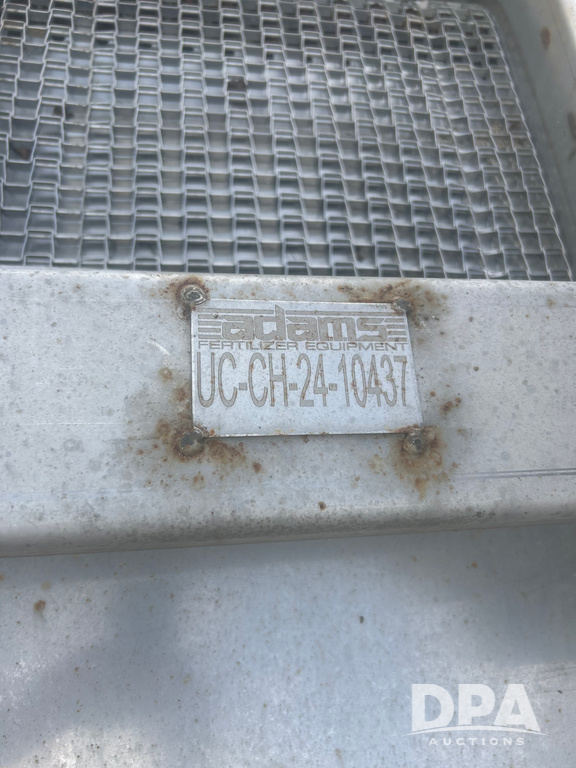 adams
FERTILIZER EQUIPMENT
UC-CH-24-10437
DPA
AUCTIONS